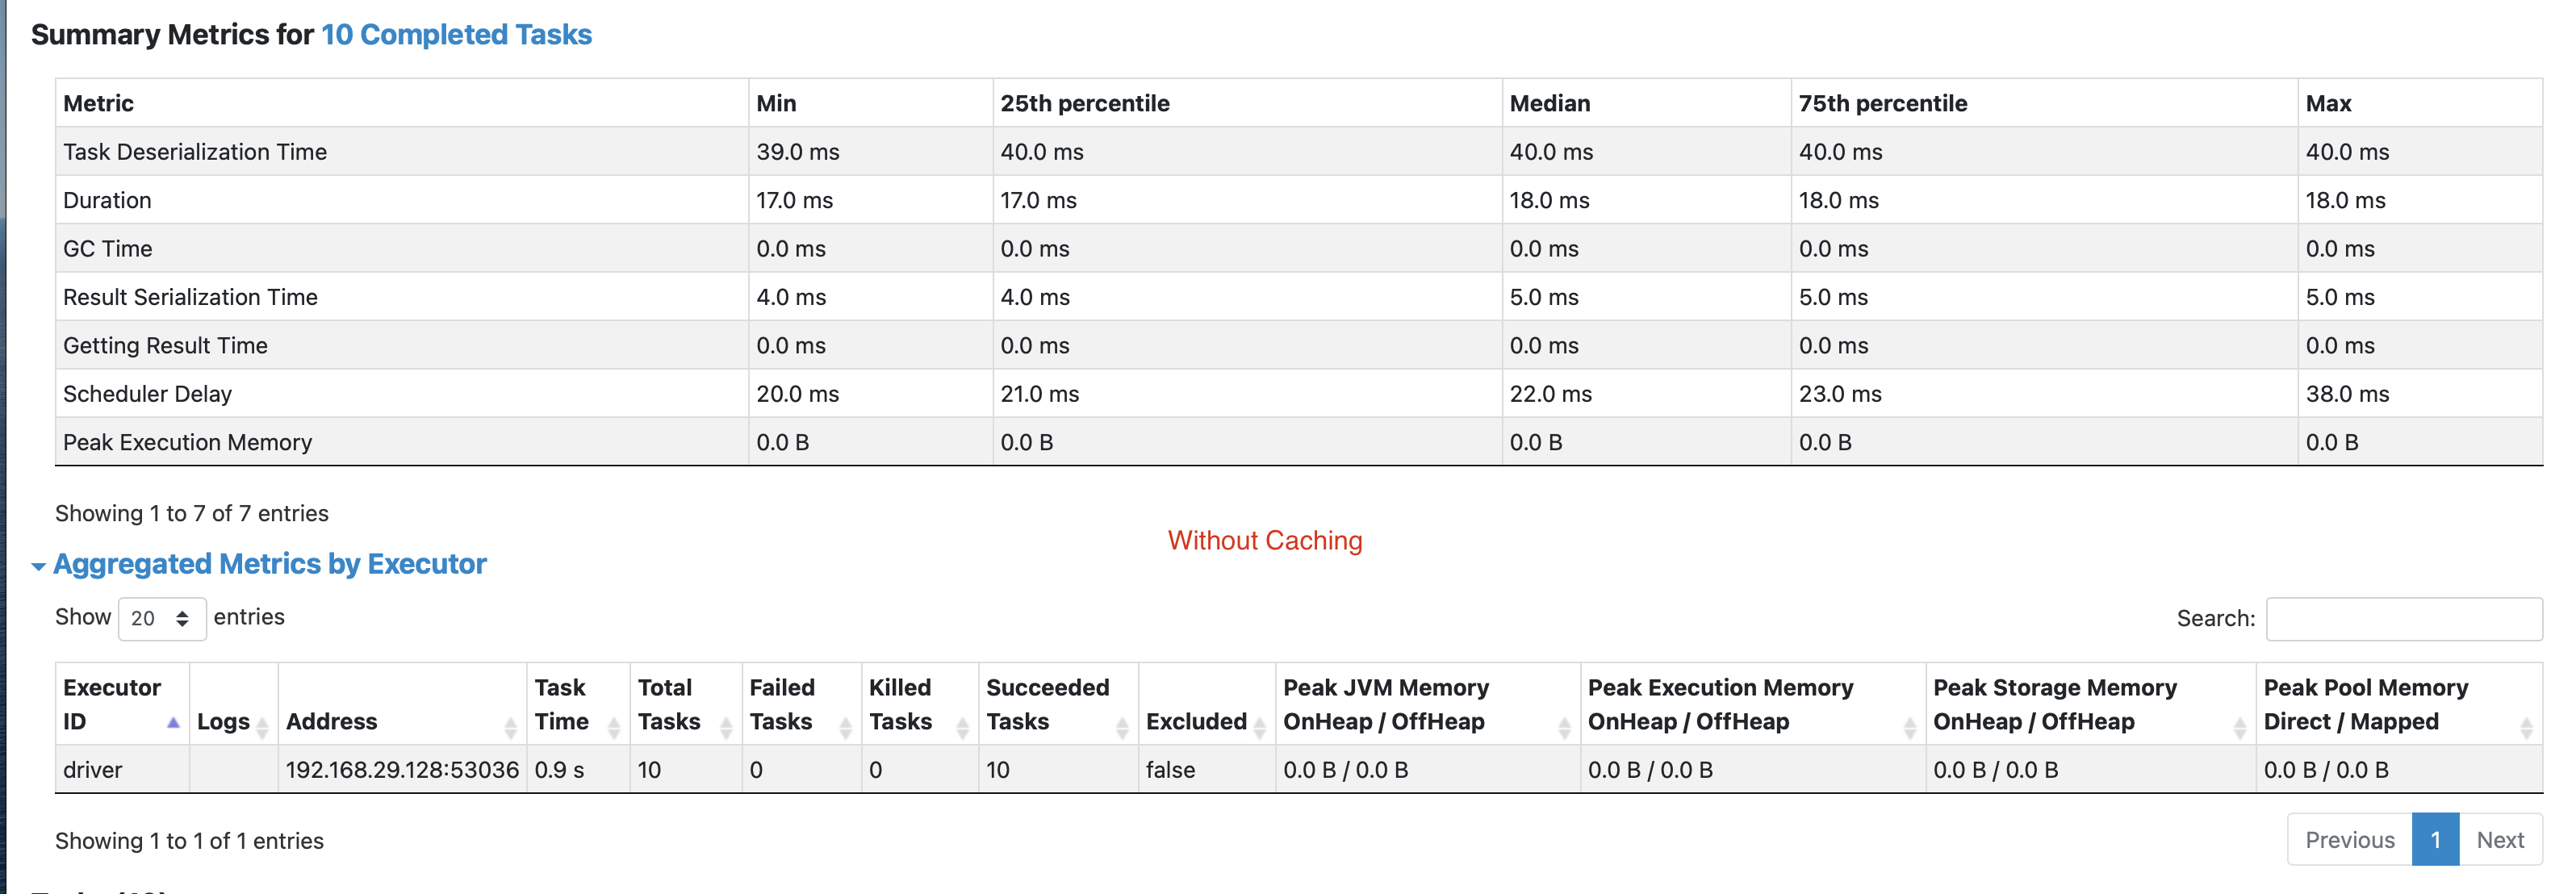 Summary Metrics for 10 Completed Tasks
Metric Min 25th percentile Median 75th percentile Max
Task Deserialization Time 39.0 ms 40.0 ms 40.0 ms 40.0 ms 40.0 ms
Duration 17.0 ms 17.0 ms 18.0 ms 18.0 ms 18.0 ms
GC Time 0.0 ms 0.0 ms 0.0 ms 0.0 ms 0.0 ms
Result Serialization Time 4.0 ms 4.0 ms 5.0 ms 5.0 ms 5.0 ms
Getting Result Time 0.0 ms 0.0 ms 0.0 ms 0.0 ms 0.0 ms
Scheduler Delay 20.0 ms 21.0 ms 22.0 ms 23.0 ms 38.0 ms
Peak Execution Memory 0.0 B 0.0 B 0.0 B 0.0 B 0.0 B
Showing 1 to 7 of 7 entries
Without Caching
Aggregated Metrics by Executor
Show 20 entries Search:
Executor Task Total Failed Killed Succeeded Peak JVM Memory Peak Execution Memory Peak Storage Memory Peak Pool Memory
ID Logs Address Time Tasks Tasks Tasks Tasks Excluded OnHeap / OffHeap OnHeap / OffHeap OnHeap / OffHeap Direct / Mapped
driver 192.168.29.128:53036 0.9 s 10 0 0 10 false 0.0 B / 0.0 B 0.0 B / 0.0 B 0.0 B / 0.0 B 0.0 B / 0.0 B
Showing 1 to 1 of 1 entries Previous 1 Next